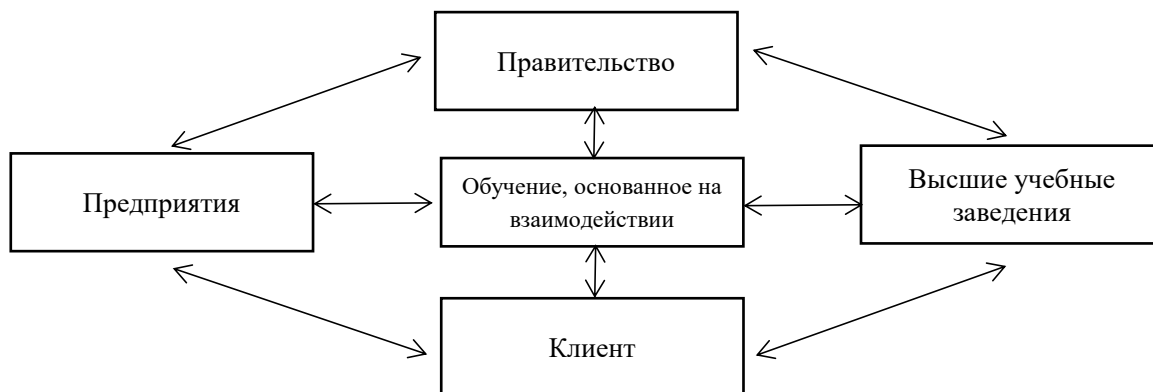 Правительство
Предприятия
Обучение, основанное на
взаимодействии
Высшие учебные
заведения
Клиент